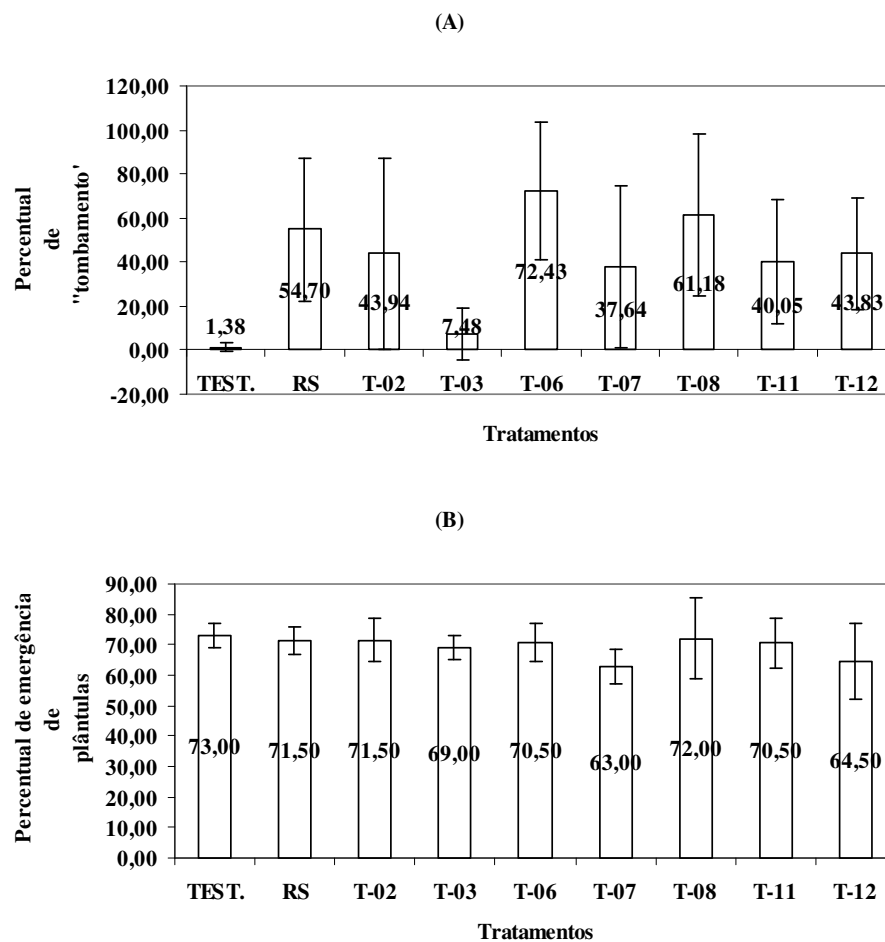 (A)
Percentual
de
"tombamento'
120,00
100,00
80,00
60,00
40,00
20,00
0,00
-20,00
1,38
54,70
43,94
7,48
72,43
37,64
61,18
40,05
43,83
TEST. RS T-02 T-03 T-06 T-07 T-08 T-11 T-12
Tratamentos
(B)
Percentual de emergência
de
plântulas
90,00
80,00
70,00
60,00
50,00
40,00
30,00
20,00
10,00
0,00
73,00 71,50 71,50 69,00 70,50 63,00 72,00 70,50 64,50
TEST. RS T-02 T-03 T-06 T-07 T-08 T-11 T-12
Tratamentos